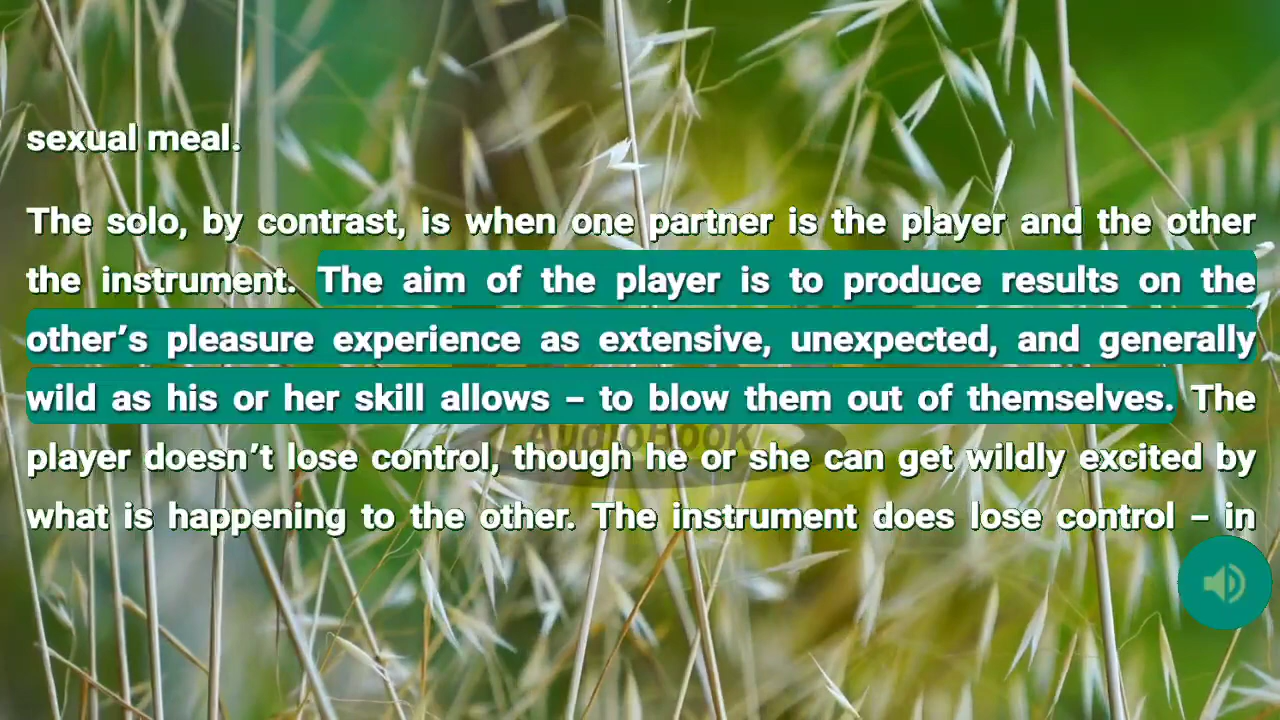 sexual meal.
The solo, by contrast, is when one partner is the player and the other
the instrument. The aim of the player is to produce results on the
other’s pleasure experience as extensive, unexpected, and generally
wild as his or her skill allows – to blow them out of themselves. The
AudioBook
player doesn’t lose control, though he or she can get wildly excited by
what is happening to the other. The instrument does lose control – in